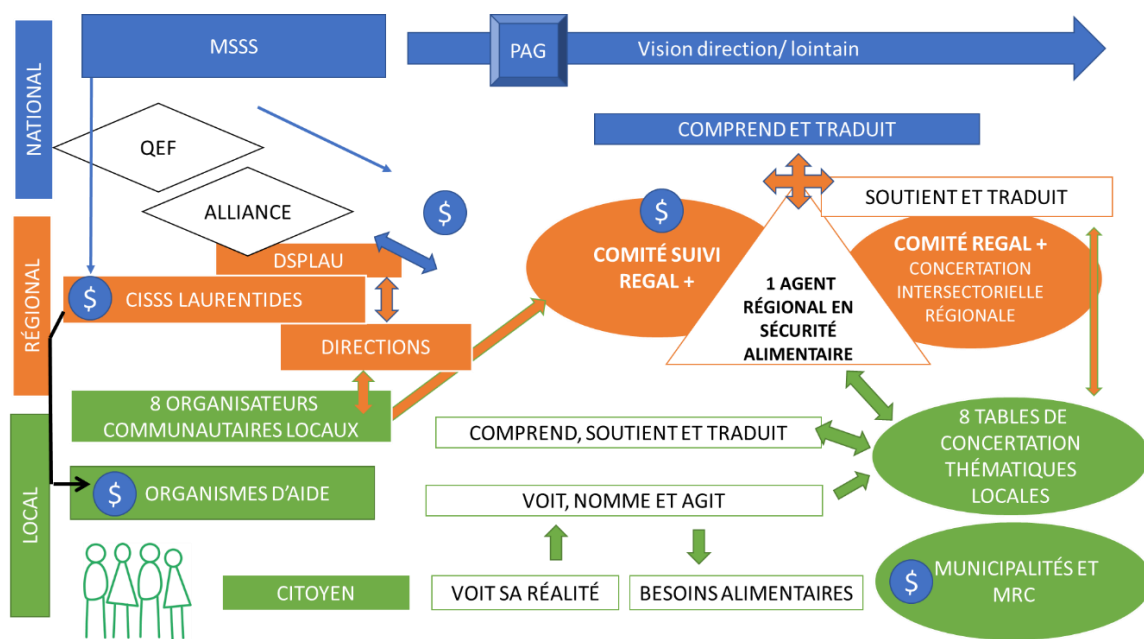 NATIONAL
MSSS
PAG
Vision direction/ lointain
COMPREND ET TRADUIT
QEF
ALLIANCE
$
$
SOUTIENT ET TRADUIT
RÉGIONAL
DSPLAU
$
CISSS LAURENTIDES
DIRECTIONS
COMITÉ SUIVI
REGAL +
1 AGENT
RÉGIONAL EN
SÉCURITÉ
ALIMENTAIRE
COMITÉ REGAL +
CONCERTATION
INTERSECTORIELLE
RÉGIONALE
LOCAL
8 ORGANISATEURS
COMMUNAUTAIRES LOCAUX
COMPREND, SOUTIENT ET TRADUIT
8 TABLES DE
CONCERTATION
THÉMATIQUES
LOCALES
$
ORGANISMES D'AIDE
VOIT, NOMME ET AGIT
CITOYEN
VOIT SA RÉALITÉ
BESOINS ALIMENTAIRES
$
MUNICIPALITÉS ET
MRC